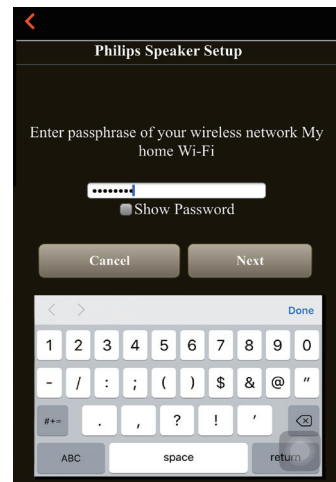 Philips Speaker Setup
Enter passphrase of your wireless network My
home Wi-Fi
••••••••
Show Password
Cancel Next
Done
1 2 3 4 5 6 7 8 9 0
- / : ; ( ) $ & @ "
#+= . , ? ! '
ABC space return